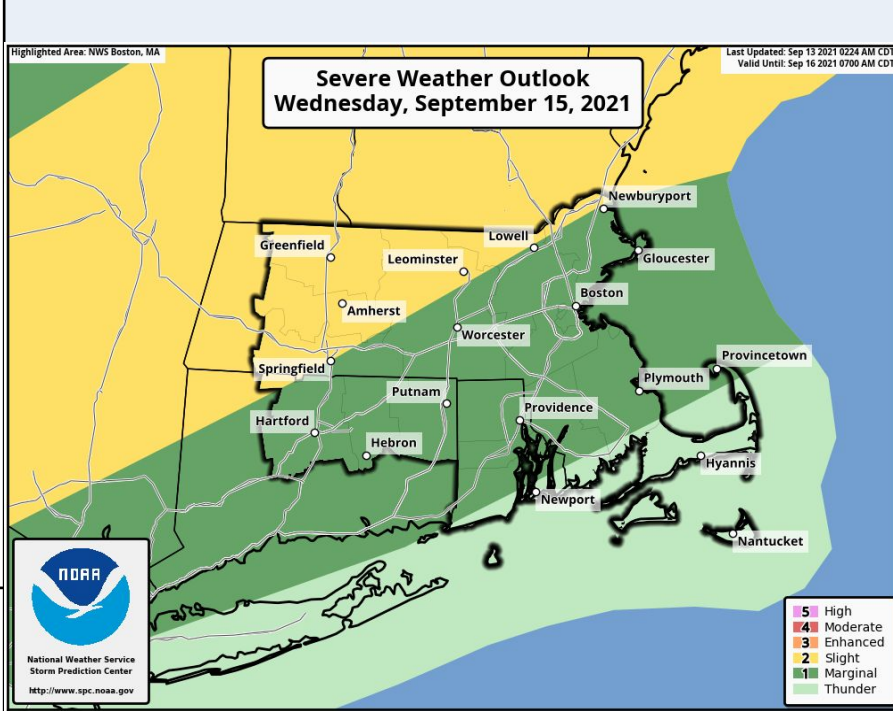 Highlighted Area: NWS Boston, MA
Last Updated: Sep 13 2021 0224 AM CDT
Valid Until: Sep 16 2021 0700 AM CDT
Severe Weather Outlook
Wednesday, September 15, 2021
Newburyport
Lowell
Greenfield
Leominster
Gloucester
Boston
Amherst
Worcester
Provincetown
Springfield
Plymouth
Putnam
Providence
Hartford
Hebron
Hyannis
Newport
Nantucket
NOAA
National Weather Service
Storm Prediction Center
http://www.spc.noaa.gov
5 High
4 Moderate
3 Enhanced
2 Slight
1 Marginal
Thunder